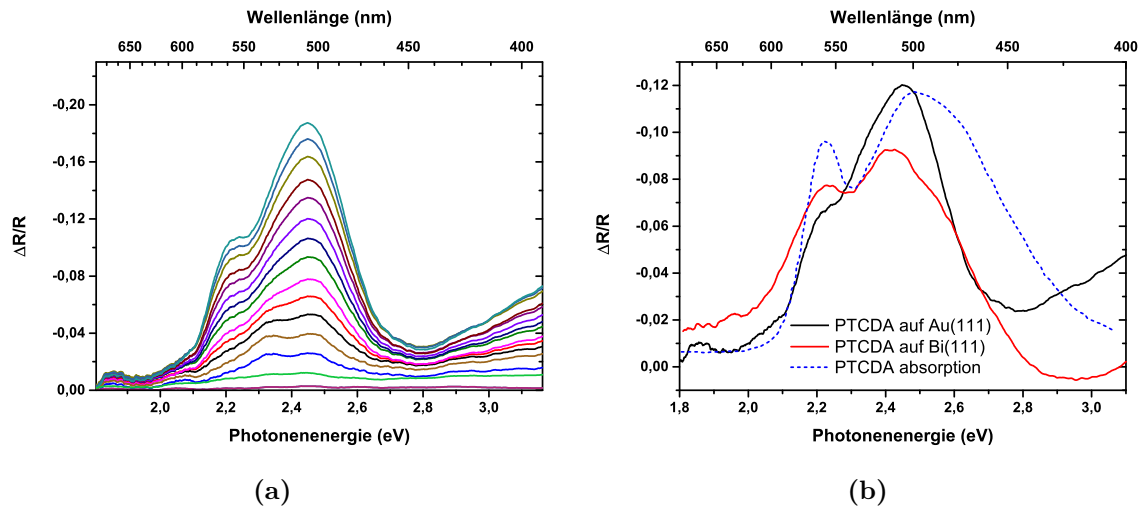 Wellenlänge (nm)
650 600 550 500 450 400
-0,20
-0,16
-0,12
-0,08
-0,04
0,00
ΔR/R
2,0 2,2 2,4 2,6 2,8 3,0
Photonenenergie (eV)
(a)
Wellenlänge (nm)
650 600 550 500 450 400
-0,12
-0,10
-0,08
-0,06
-0,04
-0,02
0,00
ΔR/R
PTCDA auf Au(111)
PTCDA auf Bi(111)
PTCDA absorption
1,8 2,0 2,2 2,4 2,6 2,8 3,0
Photonenenergie (eV)
(b)